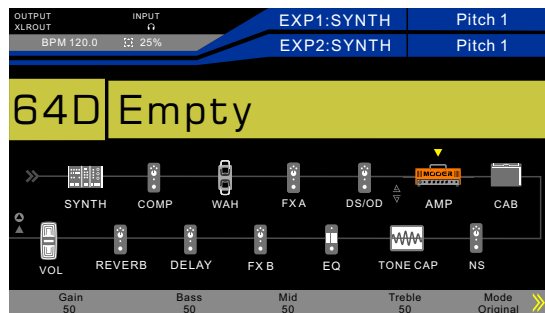 OUTPUT INPUT EXP1:SYNTH Pitch 1
XLROUT
BPM 120.0 25% EXP2:SYNTH Pitch 1
64D Empty
MOOER
SYNTH COMP WAH FX A DS/OD AMP CAB
VOL REVERB DELAY FX B EQ TONE CAP NS
Gain Bass Mid Treble Mode
50 50 50 50 Original